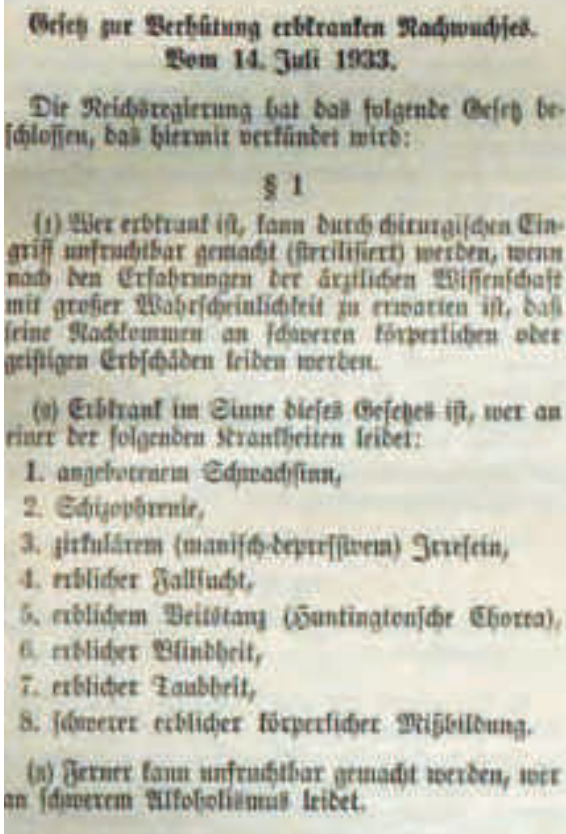 Gesetz zur Verhütung erbkranken Nachwuchses.
Vom 14. Juli 1933.
Die Reichsregierung hat das folgende Gesetz be-
schlossen, das hiermit verkündet wird:
§ 1
(1) Wer erbkrank ist, kann durch chirurgischen Ein-
griff unfruchtbar gemacht (sterilisiert) werden, wenn
nach den Erfahrungen der ärztlichen Wissenschaft
mit großer Wahrscheinlichkeit zu erwarten ist, daß
seine Nachkommen an schweren körperlichen oder
geistigen Erbschäden leiden werden.
(2) Erbkrank im Sinne dieses Gesetzes ist, wer an
einer der folgenden Krankheiten leidet:
1. angeborenem Schwachsinn,
2. Schizophrenie,
3. zirkulärem (manisch-depressivem) Irresein,
4. erblicher Fallsucht,
5. erblichem Veitstanz (Huntingtonsche Chorea),
6. erblicher Blindheit,
7. erblicher Taubheit,
8. schwerer erblicher körperlicher Mißbildung.
(3) Ferner kann unfruchtbar gemacht werden, wer
an schwerem Alkoholismus leidet.